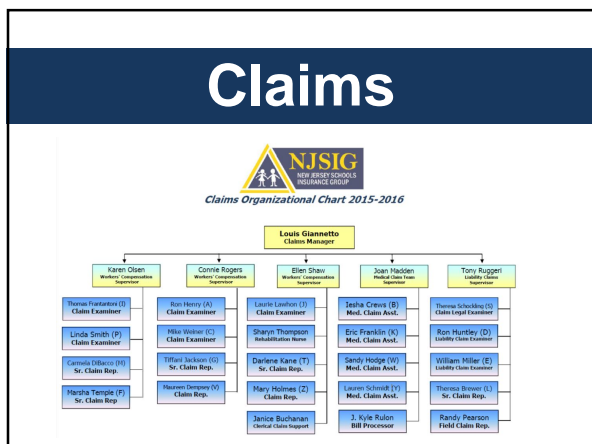 Claims
NJSIG
NEW JERSEY SCHOOLS
INSURANCE GROUP
Claims Organizational Chart 2015-2016
Louis Giannetto
Claims Manager
Karen Olsen
Workers' Compensation
Supervisor
Connie Rogers
Workers' Compensation
Supervisor
Ellen Shaw
Workers' Compensation
Supervisor
Joan Madden
Medical Claim Team
Supervisor
Tony Ruggeri
Liability Claims
Supervisor
Thomas Frantantoni (I)
Claim Examiner
Linda Smith (P)
Claim Examiner
Carmela DiBacco (M)
Sr. Claim Rep.
Marsha Temple (F)
Sr. Claim Rep
Ron Henry (A)
Claim Examiner
Mike Weiner (C)
Claim Examiner
Tiffani Jackson (G)
Sr. Claim Rep.
Maureen Dempsey (V)
Claim Rep.
Laurie Lawhon (J)
Claim Examiner
Sharyn Thompson
Rehabilitation Nurse
Darlene Kane (T)
Sr. Claim Rep.
Mary Holmes (Z)
Claim Rep.
Janice Buchanan
Clerical Claim Support
Iesha Crews (B)
Med. Claim Asst.
Eric Franklin (K)
Med. Claim Asst.
Sandy Hodge (W)
Med. Claim Asst.
Lauren Schmidt (Y)
Med. Claim Asst.
J. Kyle Rulon
Bill Processor
Theresa Schockling (S)
Claim Legal Examiner
Ron Huntley (D)
Liability Claim Examiner
William Miller (E)
Liability Claim Examiner
Theresa Brewer (L)
Sr. Claim Rep.
Randy Pearson
Field Claim Rep.